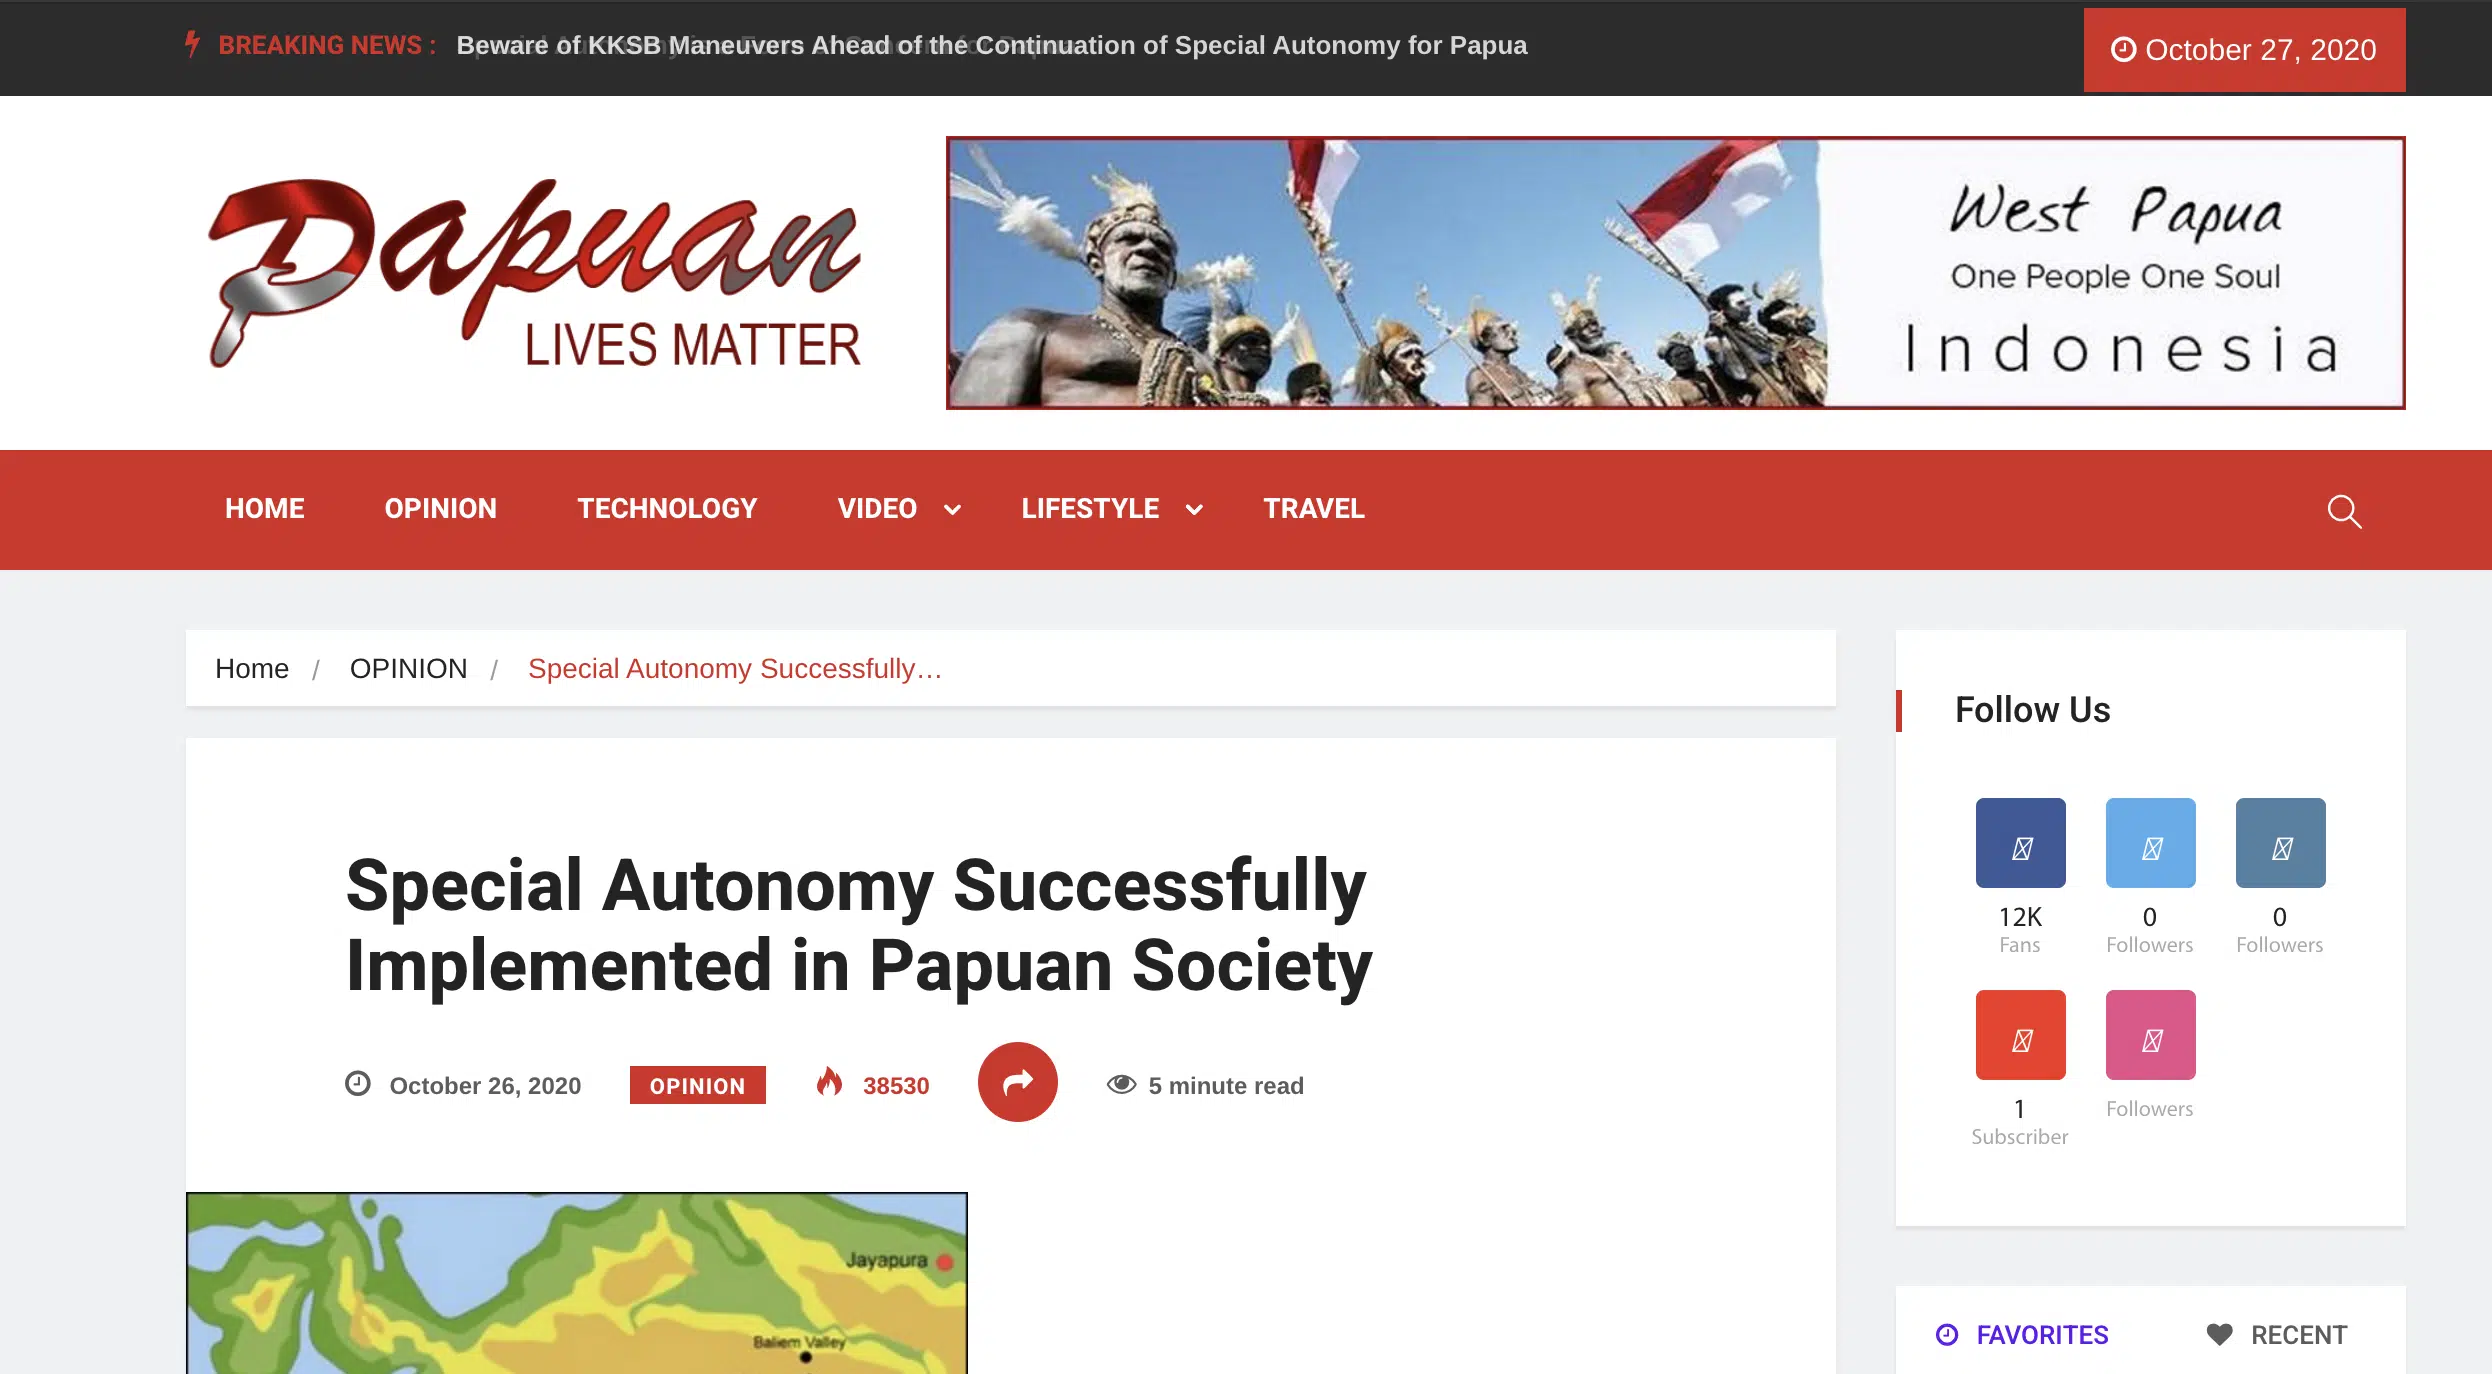 BREAKING NEWS : Beware of KKSB Maneuvers Ahead of the Continuation of Special Autonomy for Papua
October 27, 2020
Papuan
LIVES MATTER
West Papua
One People One Soul
Indonesia
HOME OPINION TECHNOLOGY VIDEO LIFESTYLE TRAVEL
Home / OPINION / Special Autonomy Successfully…
Special Autonomy Successfully
Implemented in Papuan Society
October 26, 2020 OPINION 38530 5 minute read
Jayapura
Baliem Valley
Follow Us
12K 0 0
Fans Followers Followers
1
Subscriber Followers
FAVORITES RECENT